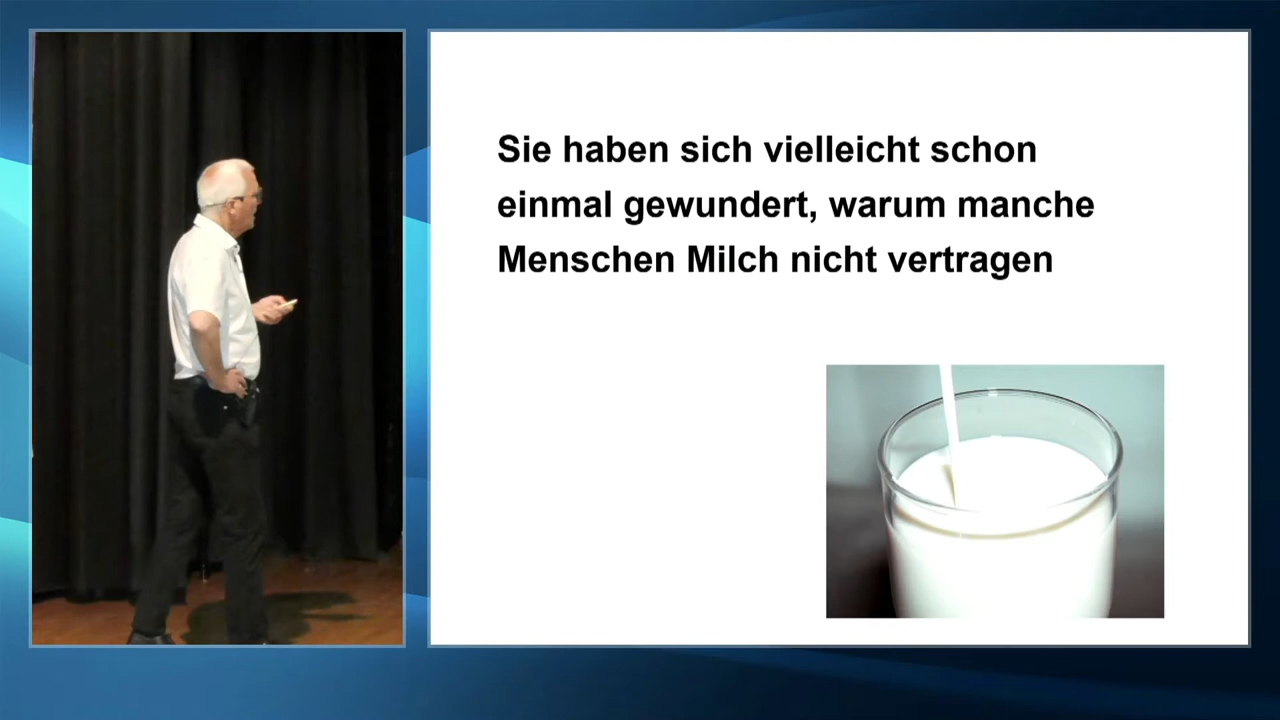 Sie haben sich vielleicht schon
einmal gewundert, warum manche
Menschen Milch nicht vertragen